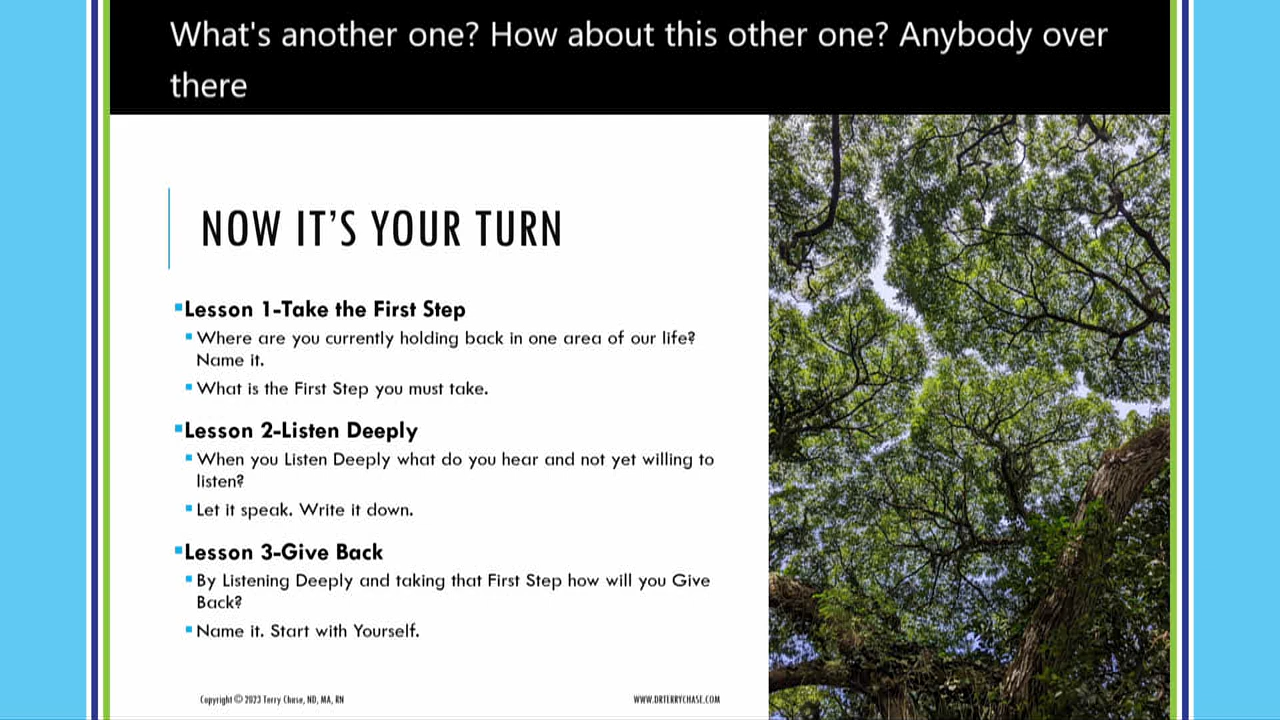 What's another one? How about this other one? Anybody over
there
NOW IT'S YOUR TURN
Lesson 1-Take the First Step
Where are you currently holding back in one area of our life?
Name it.
What is the First Step you must take.
Lesson 2-Listen Deeply
When you Listen Deeply what do you hear and not yet willing to
listen?
Let it speak. Write it down.
Lesson 3-Give Back
By Listening Deeply and taking that First Step how will you Give
Back?
Name it. Start with Yourself.
Copyright © 2023 Terry Chase, ND, MA, RN
WWW.DRTERRYCHASE.COM